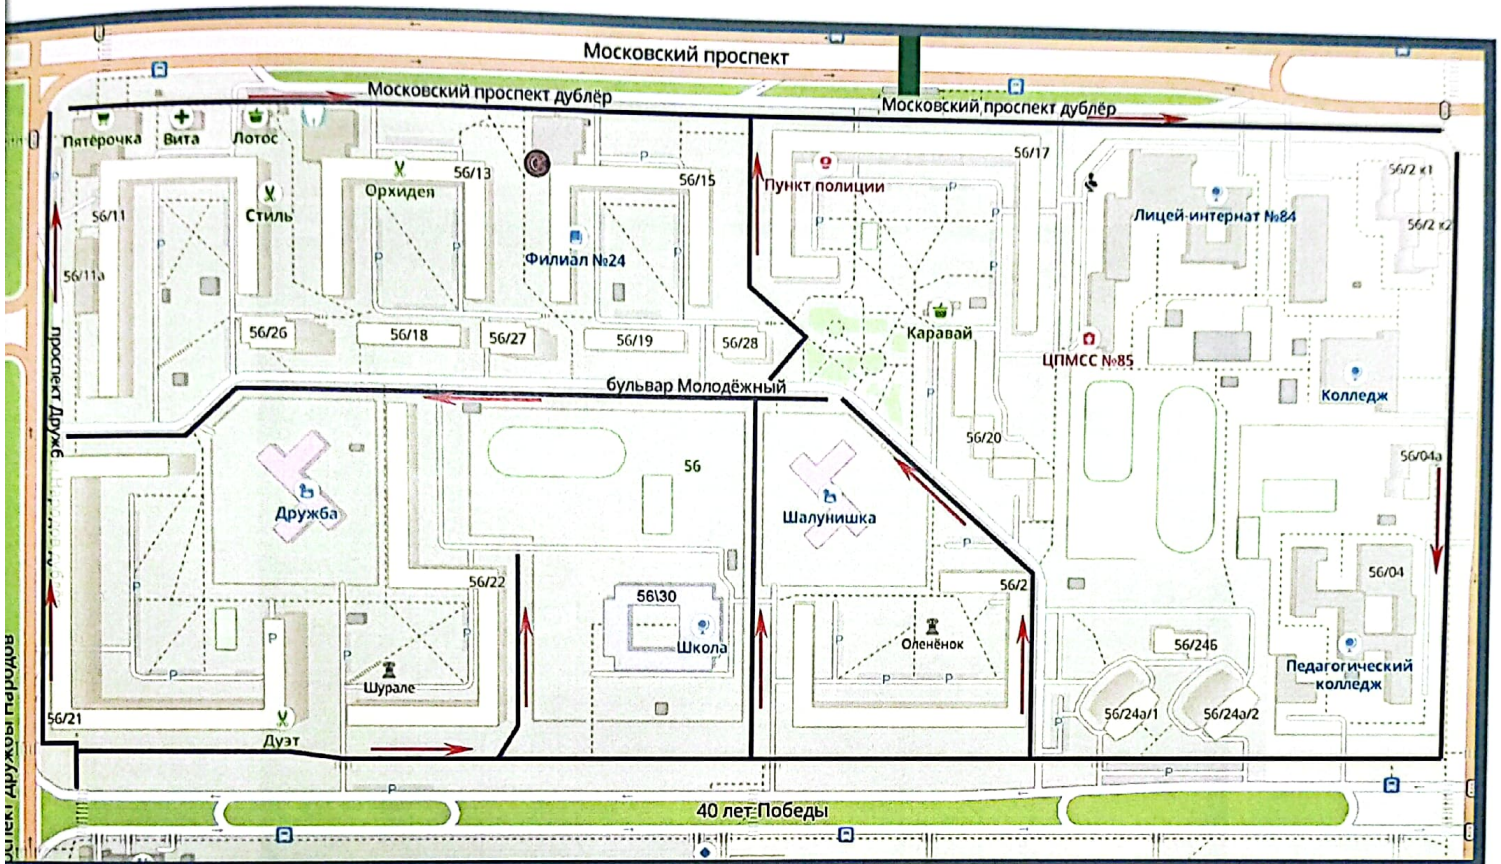 Московский проспект
Московский проспект дублёр
Московский проспект дублёр
Пятёрочка
Вита
Лотос
56/17
56/2 к1
Орхидея
56/13
56/15
Пункт полиции
56/11
Стиль
Лицей-интернат №84
56/2 к2
56/11а
Филиал №24
P
56/26
56/18
56/27
56/19
56/28
Каравай
ЦПМСС №85
проспект Дружб
бульвар Молодёжный
Колледж
56/20
56/04а
56
Дружба
Шалунишка
56/22
56\30
56/2
56/04
Школа
Оленёнок
56/24Б
Педагогический
колледж
Шурале
56/21
56/24а/1
56/24а/2
Дуэт
40 лет Победы
Дружбы Народов